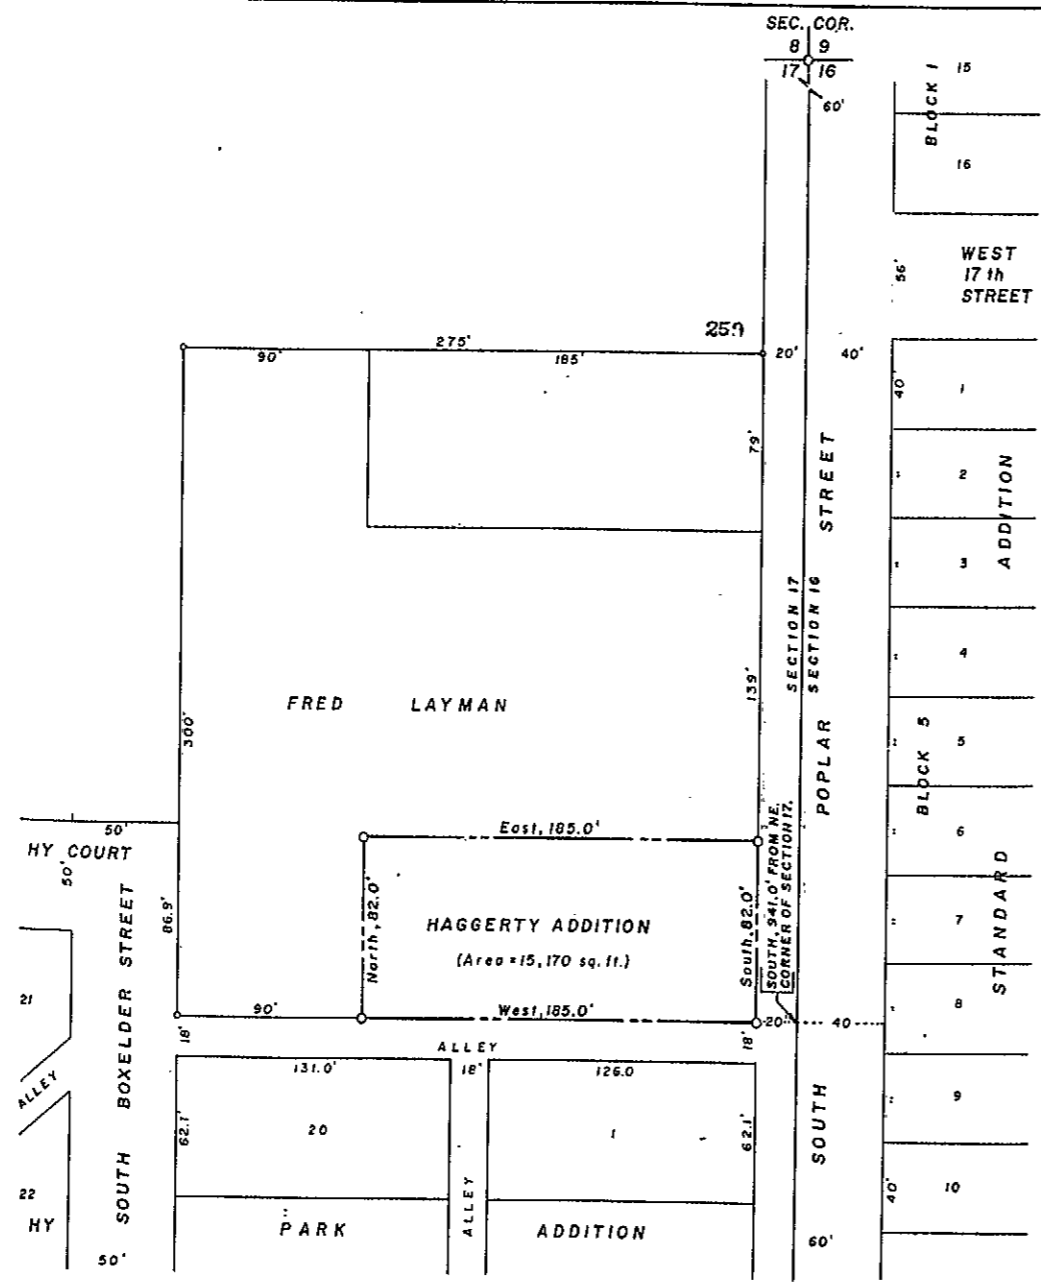 SEC. COR.
8 9
17 16
60'
BLOCK 1
15
16
56'
WEST
17 th
STREET
259
275'
90'
185'
20'
40'
79'
40'
1
2
3
4
5
6
7
8
9
10
ADDITION
STANDARD
BLOCK 5
STREET
POPLAR
SOUTH
SECTION 17
SECTION 16
139'
300'
FRED LAYMAN
50'
HY COURT
50'
86.9'
East, 185.0'
North, 82.0'
HAGGERTY ADDITION
(Area = 15,170 sq. ft.)
South, 82.0'
SOUTH, 941.0' FROM NE.
CORNER OF SECTION 17.
90'
West, 185.0'
20'
40
18'
ALLEY
18'
131.0'
18'
126.0
62.1'
20
1
62.1'
21
ALLEY
22
HY
SOUTH BOXELDER STREET
50'
PARK
ALLEY
ADDITION
60'
40'